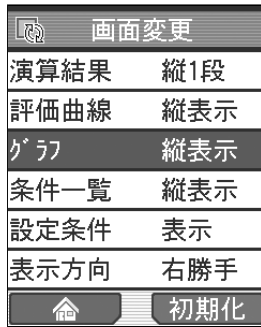 画面変更
演算結果 縦1段
評価曲線 縦表示
ｸﾞﾗﾌ 縦表示
条件一覧 縦表示
設定条件 表示
表示方向 右勝手
初期化